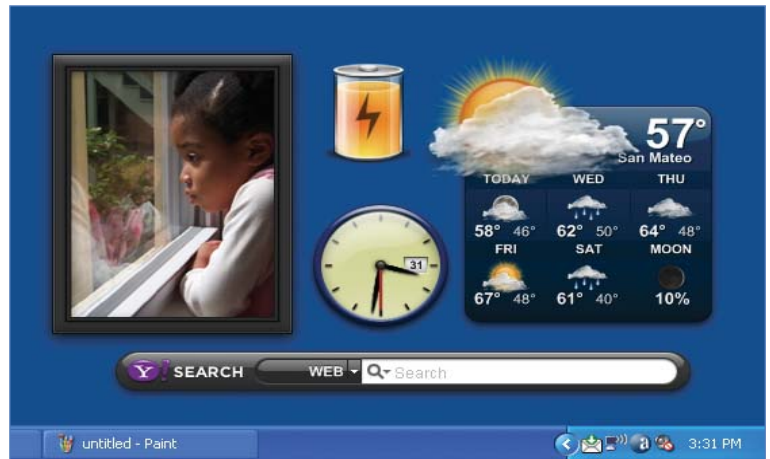 57°
San Mateo
TODAY WED THU
58° 46° 62° 50° 64° 48°
FRI SAT MOON
67° 48° 61° 40° 10%
31
Y! SEARCH WEB Search
untitled - Paint
a
3:31 PM